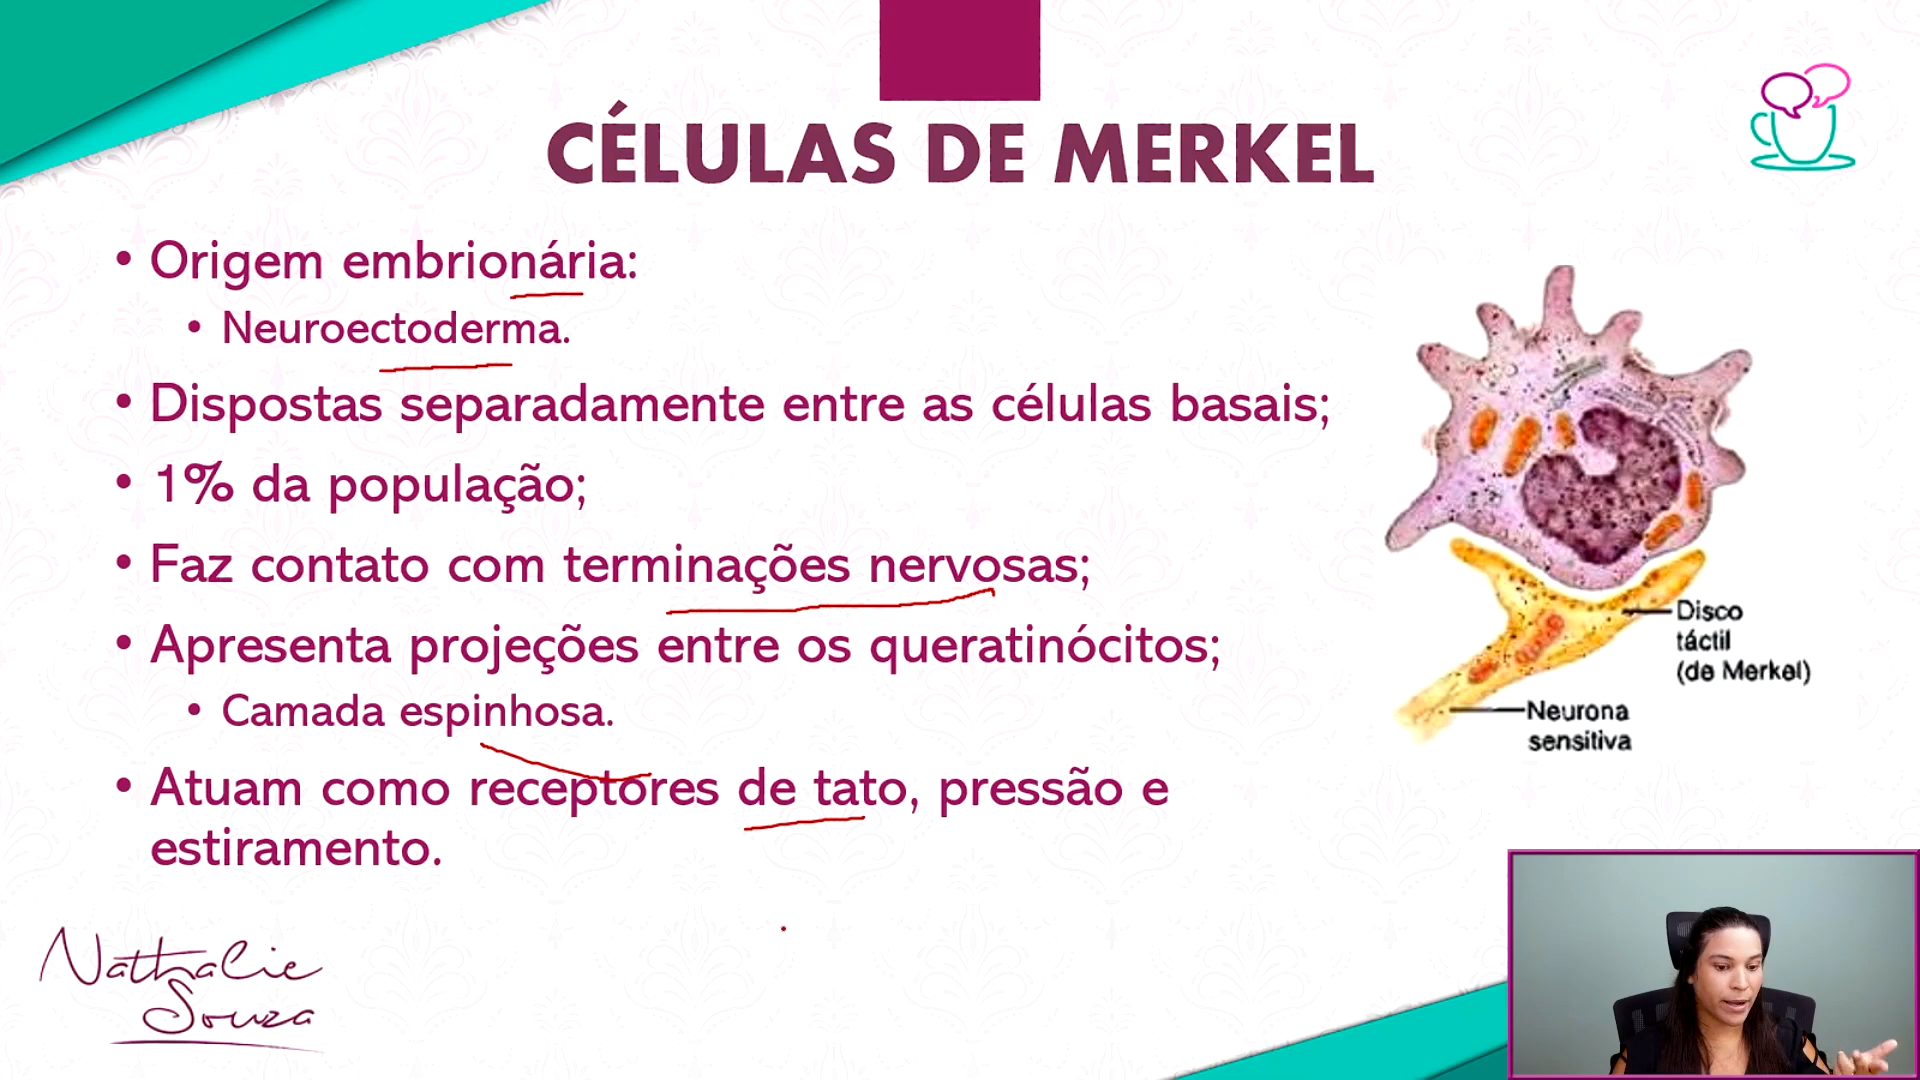 CÉLULAS DE MERKEL
• Origem embrionária:
• Neuroectoderma.
• Dispostas separadamente entre as células basais;
• 1% da população;
• Faz contato com terminações nervosas;
• Apresenta projeções entre os queratinócitos;
• Camada espinhosa.
• Atuam como receptores de tato, pressão e
estiramento.
Disco
táctil
(de Merkel)
Neurona
sensitiva
Nathalie
Souza